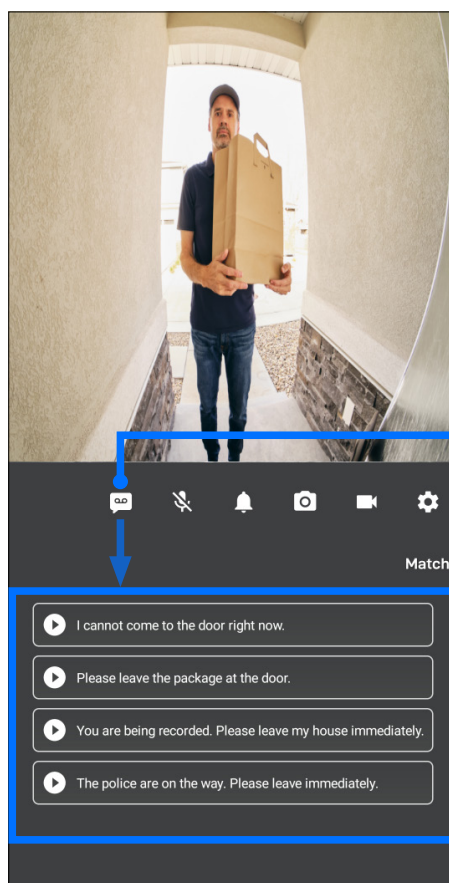 Match
I cannot come to the door right now.
Please leave the package at the door.
You are being recorded. Please leave my house immediately.
The police are on the way. Please leave immediately.